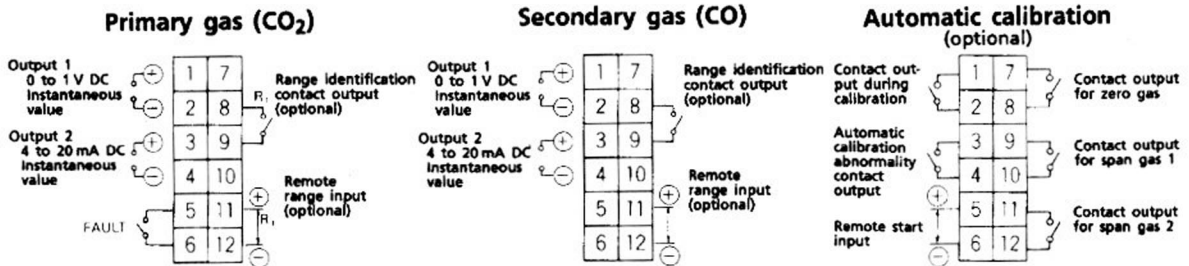 Primary gas (CO₂)
Output 1
0 to 1 V DC
Instantaneous
value
Output 2
4 to 20 mA DC
Instantaneous
value
FAULT
+
−
+
−
1 7
2 8
3 9
4 10
5 11
6 12
R₁
Range identification
contact output
(optional)
Remote
range input
(optional)
+
R₁
−
Secondary gas (CO)
Output 1
0 to 1 V DC
Instantaneous
value
Output 2
4 to 20 mA DC
Instantaneous
value
+
−
+
−
1 7
2 8
3 9
4 10
5 11
6 12
Range identification
contact output
(optional)
Remote
range input
(optional)
+
−
Automatic calibration
(optional)
Contact out-
put during
calibration
Automatic
calibration
abnormality
contact
output
Remote start
input
+
−
1 7
2 8
3 9
4 10
5 11
6 12
Contact output
for zero gas
Contact output
for span gas 1
Contact output
for span gas 2